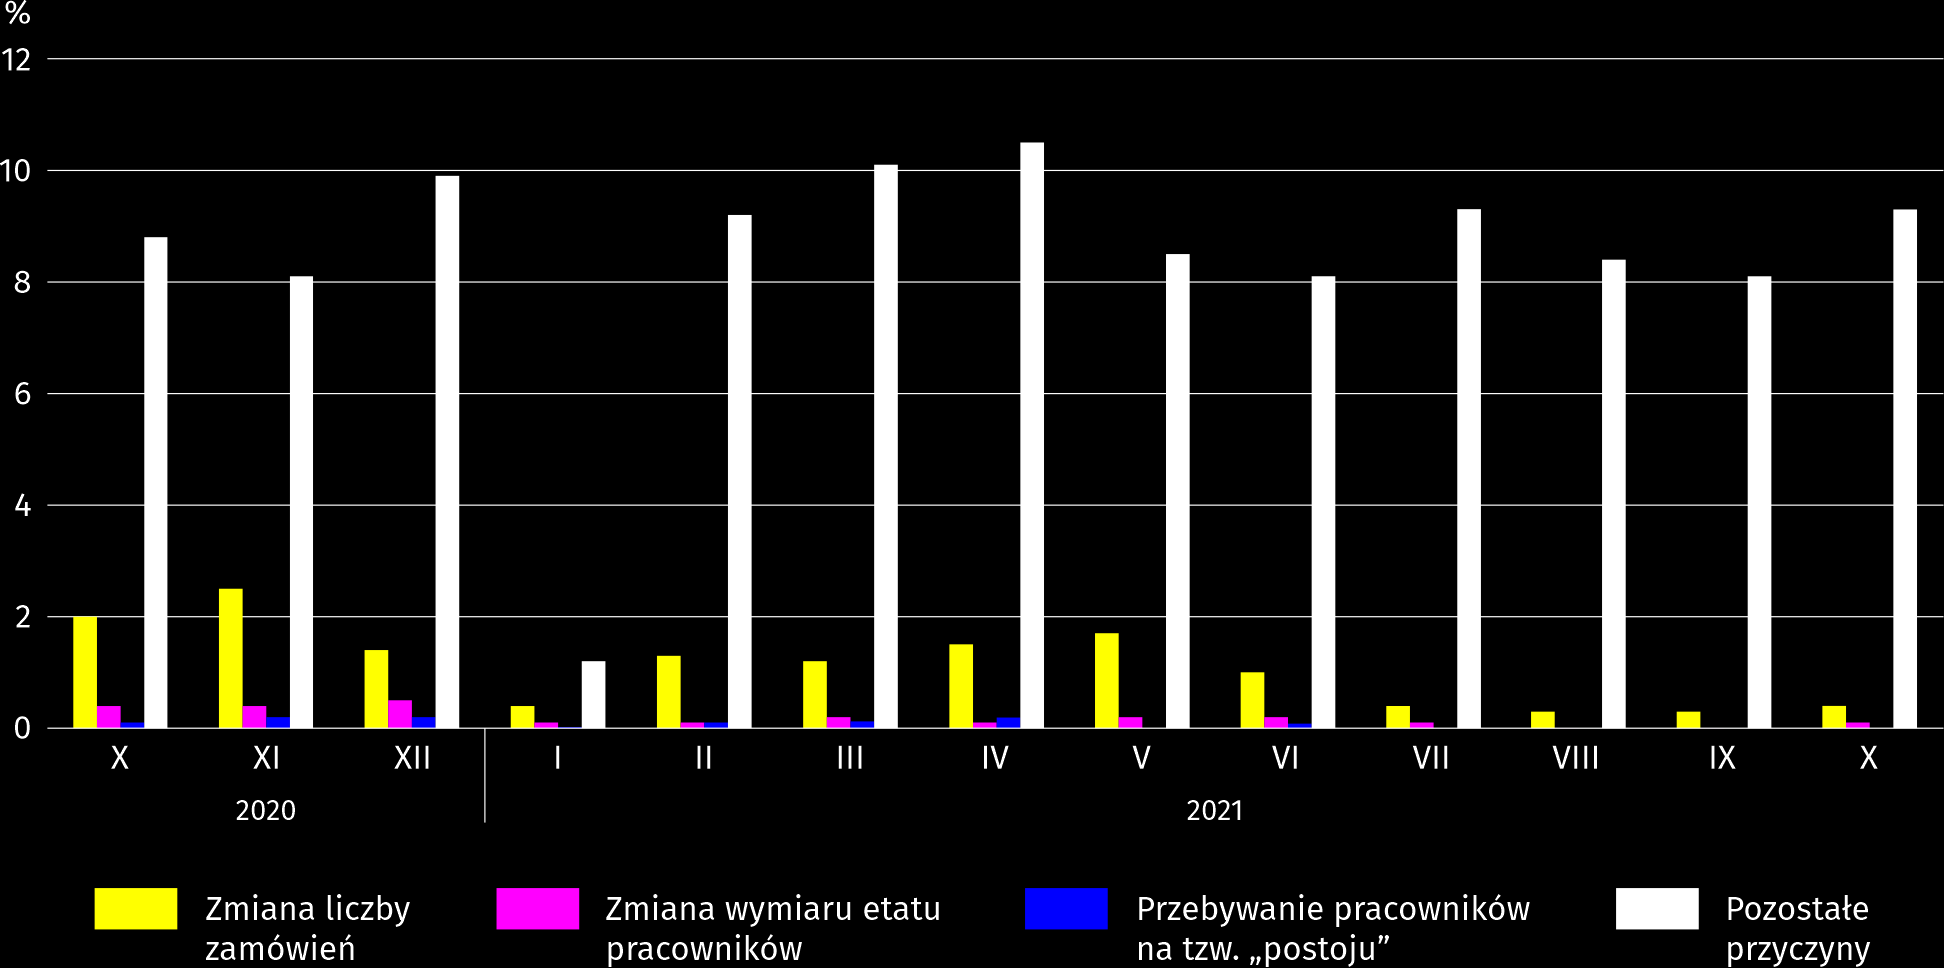 %
12
10
8
6
4
2
0
X XI XII I II III IV V VI VII VIII IX X
2020 2021
Zmiana liczby zamówień
Zmiana wymiaru etatu pracowników
Przebywanie pracowników na tzw. „postoju”
Pozostałe przyczyny